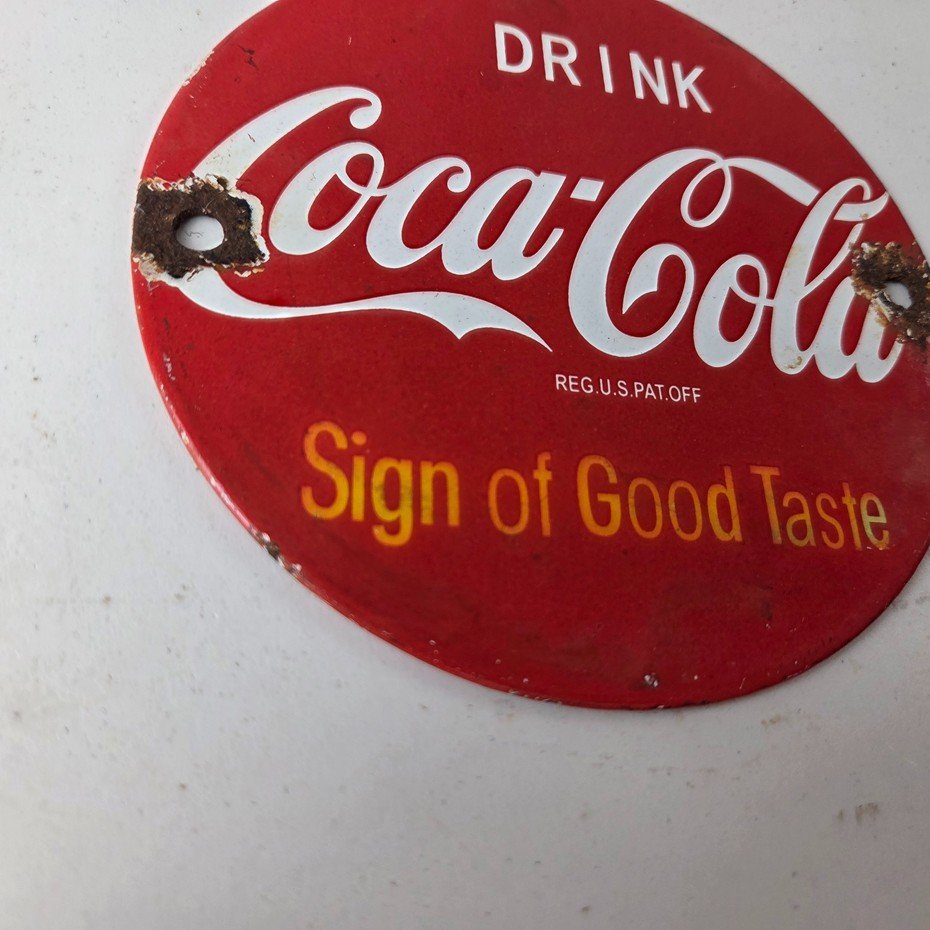 DRINK
Coca-Cola
REG.U.S.PAT.OFF
Sign of Good Taste